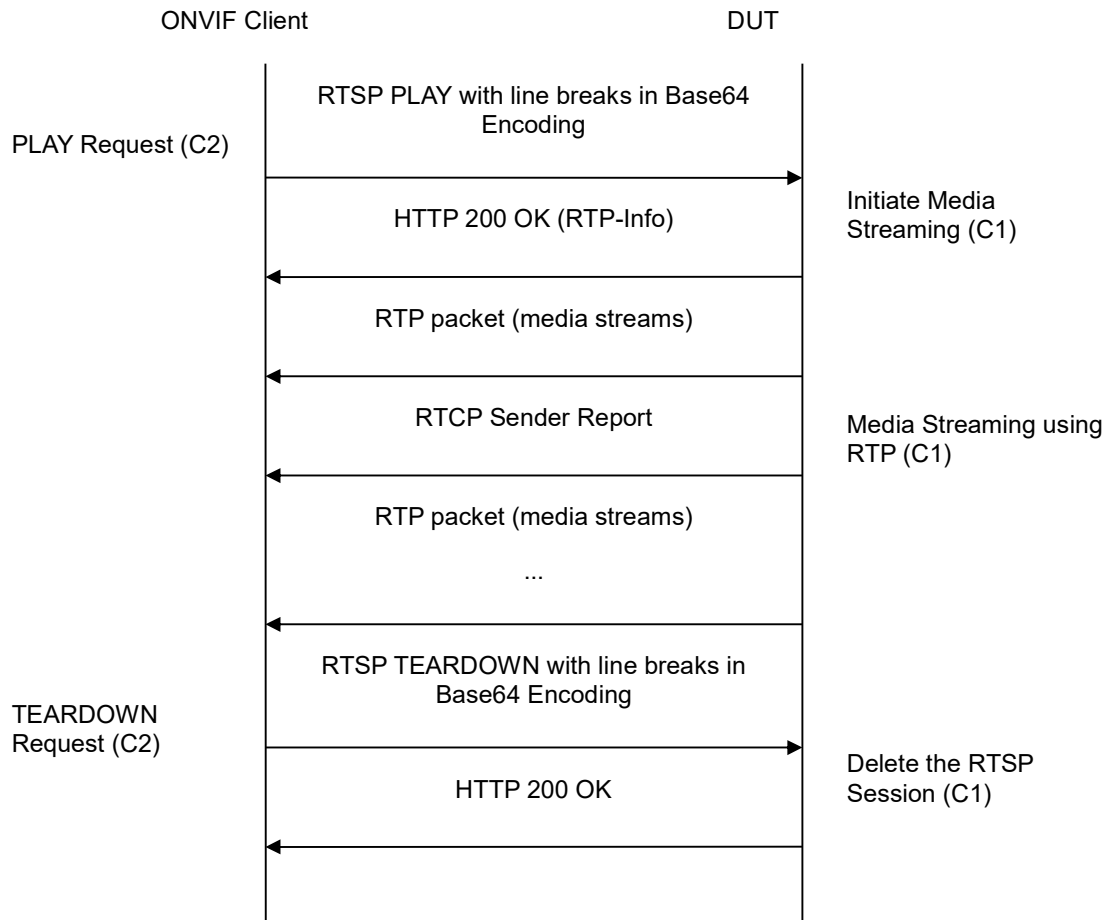 ONVIF Client
DUT
RTSP PLAY with line breaks in Base64
Encoding
PLAY Request (C2)
Initiate Media
Streaming (C1)
HTTP 200 OK (RTP-Info)
RTP packet (media streams)
RTCP Sender Report
Media Streaming using
RTP (C1)
RTP packet (media streams)
...
RTSP TEARDOWN with line breaks in
Base64 Encoding
TEARDOWN
Request (C2)
HTTP 200 OK
Delete the RTSP
Session (C1)